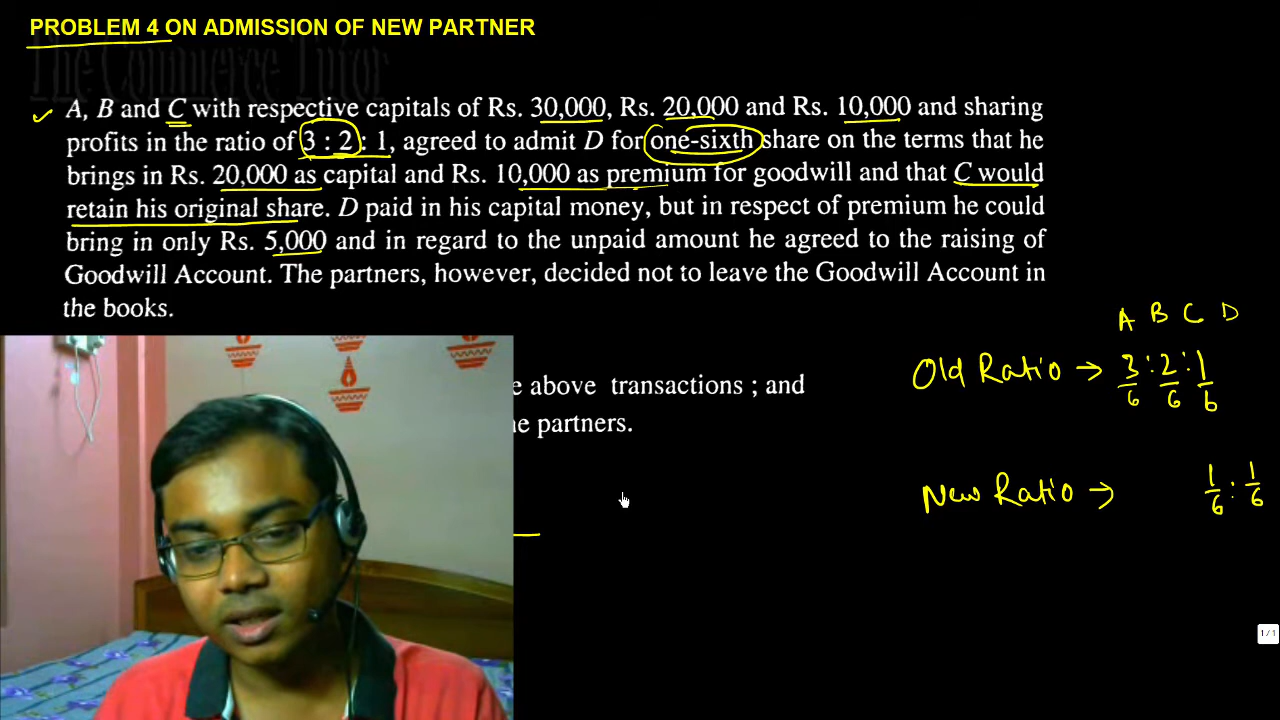 PROBLEM 4 ON ADMISSION OF NEW PARTNER
The Commerce Tutor
A, B and C with respective capitals of Rs. 30,000, Rs. 20,000 and Rs. 10,000 and sharing
profits in the ratio of 3 : 2 : 1, agreed to admit D for one-sixth share on the terms that he
brings in Rs. 20,000 as capital and Rs. 10,000 as premium for goodwill and that C would
retain his original share. D paid in his capital money, but in respect of premium he could
bring in only Rs. 5,000 and in regard to the unpaid amount he agreed to the raising of
Goodwill Account. The partners, however, decided not to leave the Goodwill Account in
the books.
A B C D
Old Ratio → 3/6 : 2/6 : 1/6
e above transactions ; and
e partners.
New Ratio → 1/6 : 1/6
1 / 1